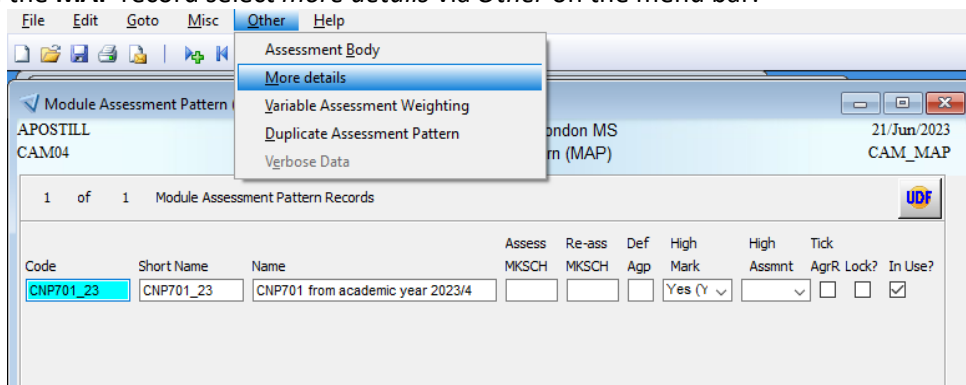 the MAP record select more details via Other on the menu bar.
File Edit Goto Misc Other Help
Assessment Body
More details
Variable Assessment Weighting
Duplicate Assessment Pattern
Verbose Data
Module Assessment Pattern (
APOSTILL ondon MS 21/Jun/2023
CAM04 rn (MAP) CAM_MAP
1 of 1 Module Assessment Pattern Records UDF
Assess Re-ass Def High High Tick
Code Short Name Name MKSCH MKSCH Agp Mark Assmnt AgrR Lock? In Use?
CNP701_23 CNP701_23 CNP701 from academic year 2023/4 Yes (Y